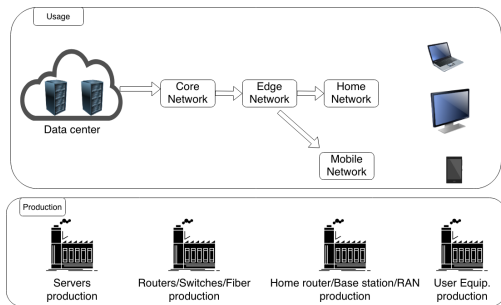 Usage
Data center
Core
Network
Edge
Network
Home
Network
Mobile
Network
Production
Servers
production
Routers/Switches/Fiber
production
Home router/Base station/RAN
production
User Equip.
production